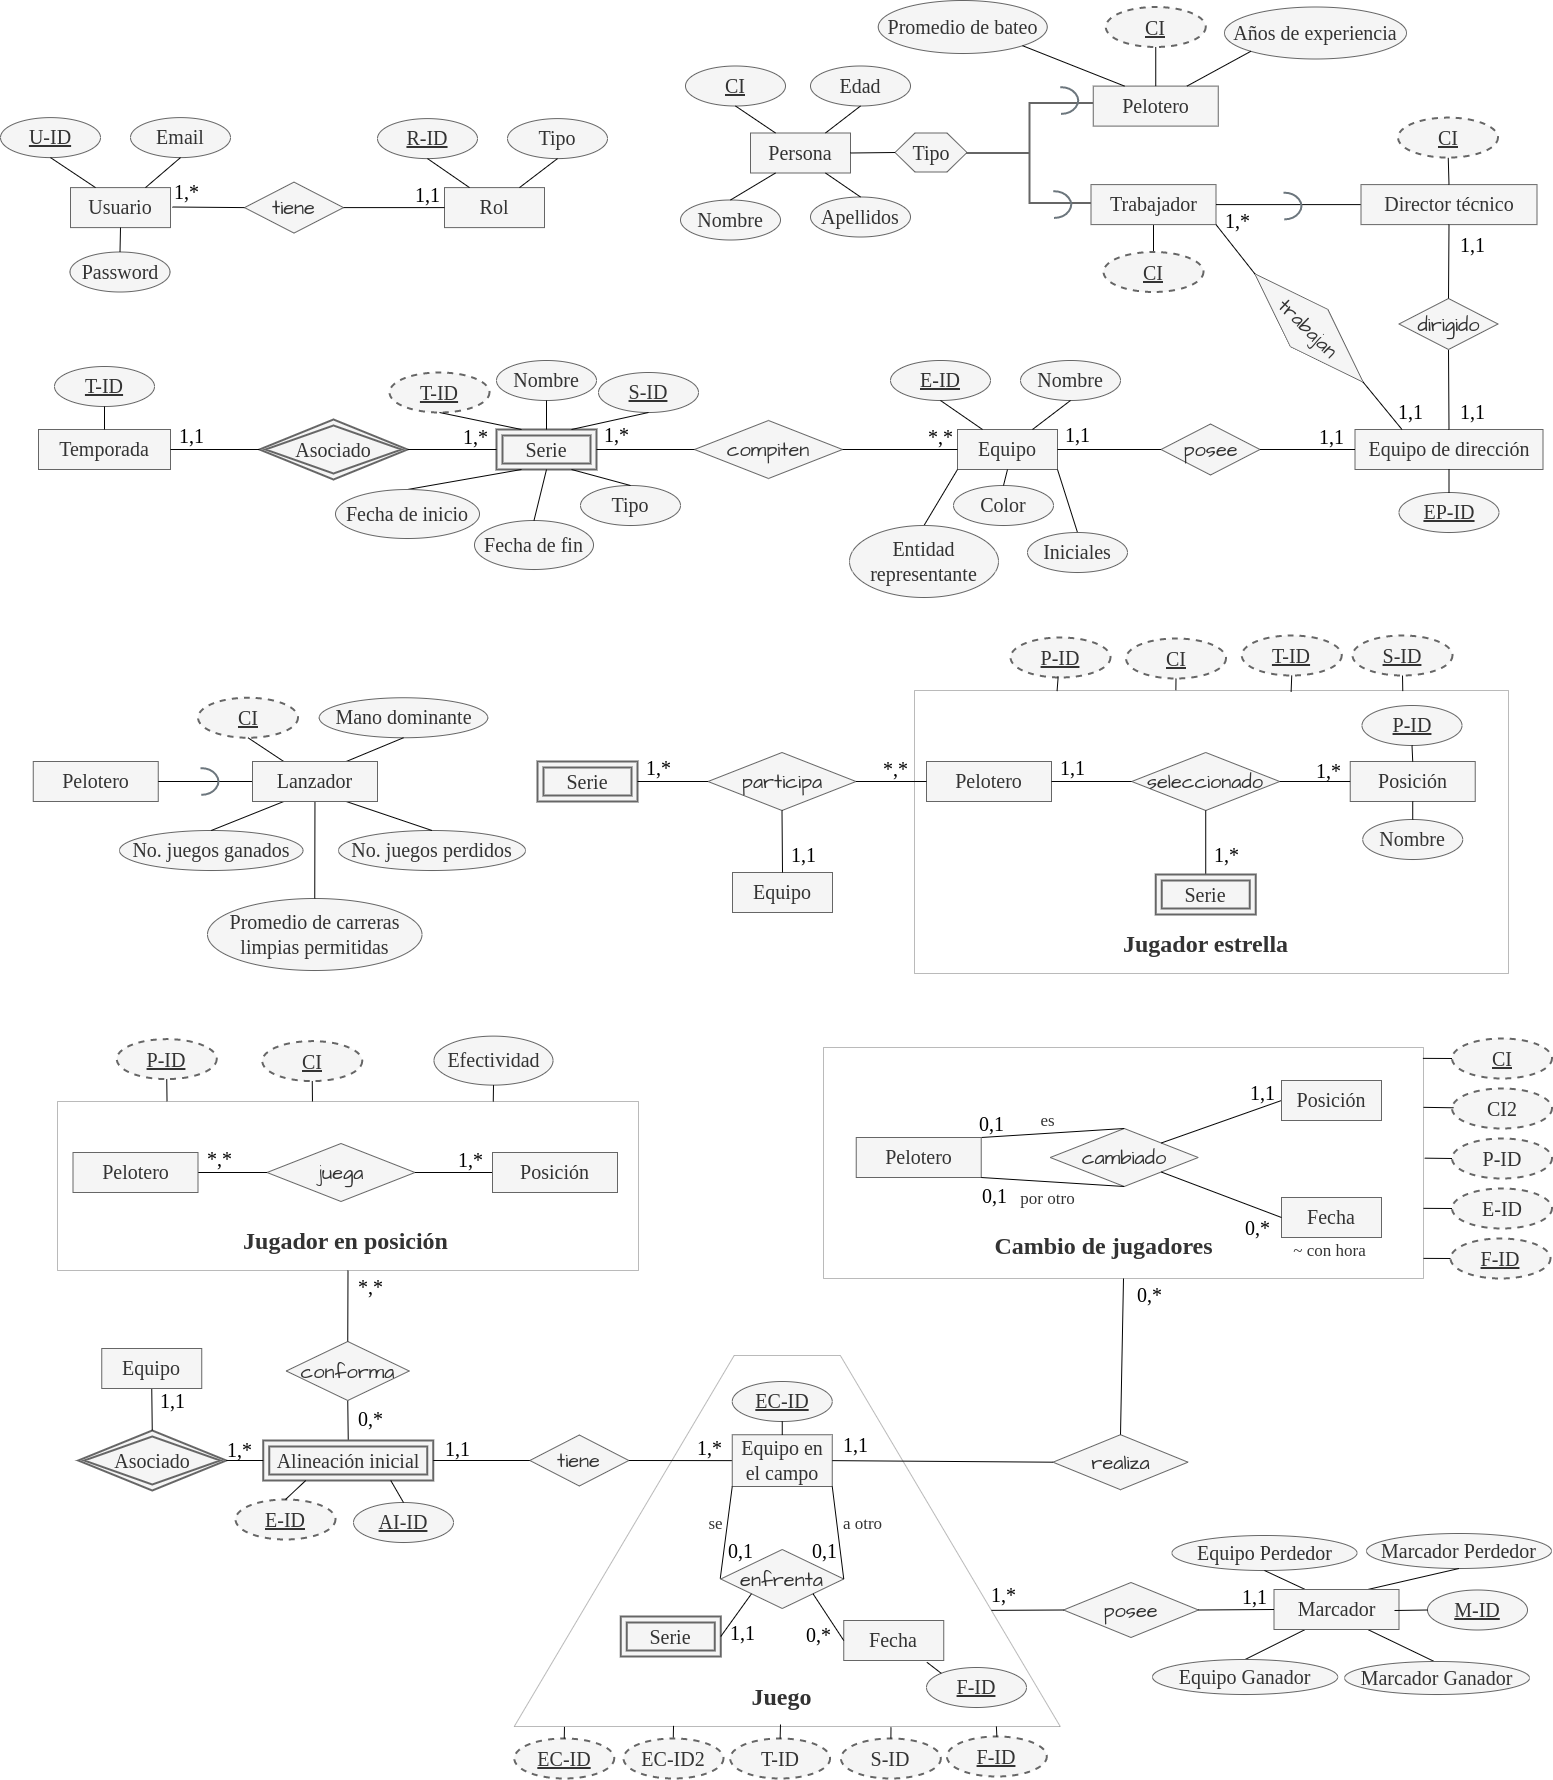 Promedio de bateo
CI
Años de experiencia
CI
Edad
Pelotero
Persona
Tipo
Nombre
Apellidos
Trabajador
CI
Director técnico
CI
1,*
1,1
trabajan
dirigido
1,1
1,1
U-ID
Email
R-ID
Tipo
Usuario
1,*
tiene
1,1
Rol
Password
T-ID
Temporada
1,1
Asociado
1,*
T-ID
Nombre
S-ID
Serie
1,*
Fecha de inicio
Fecha de fin
Tipo
compiten
*,*
E-ID
Nombre
Equipo
1,1
Color
Entidad
representante
Iniciales
posee
1,1
Equipo de dirección
EP-ID
CI
Mano dominante
Pelotero
Lanzador
No. juegos ganados
No. juegos perdidos
Promedio de carreras
limpias permitidas
P-ID
CI
T-ID
S-ID
Serie
1,*
participa
*,*
1,1
Equipo
Pelotero
1,1
seleccionado
1,*
Posición
P-ID
Nombre
1,*
Serie
Jugador estrella
P-ID
CI
Efectividad
Pelotero
*,*
juega
1,*
Posición
Jugador en posición
*,*
conforma
0,*
Equipo
1,1
Asociado
1,*
Alineación inicial
1,1
E-ID
AI-ID
tiene
1,*
Pelotero
0,1
es
cambiado
0,1
por otro
1,1
Posición
0,*
Fecha
~ con hora
Cambio de jugadores
CI
CI2
P-ID
E-ID
F-ID
0,*
realiza
EC-ID
Equipo en
el campo
1,1
se
a otro
0,1
0,1
enfrenta
Serie
1,1
0,*
Fecha
F-ID
Juego
EC-ID
EC-ID2
T-ID
S-ID
F-ID
1,*
posee
1,1
Equipo Perdedor
Marcador Perdedor
Marcador
M-ID
Equipo Ganador
Marcador Ganador